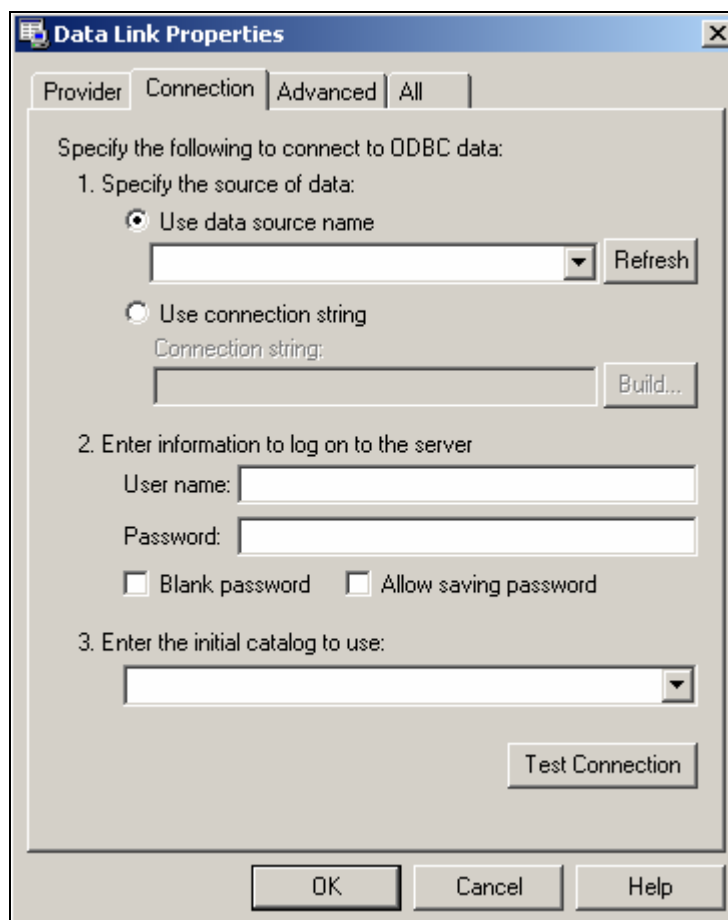 Data Link Properties
Provider Connection Advanced All
Specify the following to connect to ODBC data:
1. Specify the source of data:
Use data source name
Refresh
Use connection string
Connection string:
Build...
2. Enter information to log on to the server
User name:
Password:
Blank password Allow saving password
3. Enter the initial catalog to use:
Test Connection
OK Cancel Help